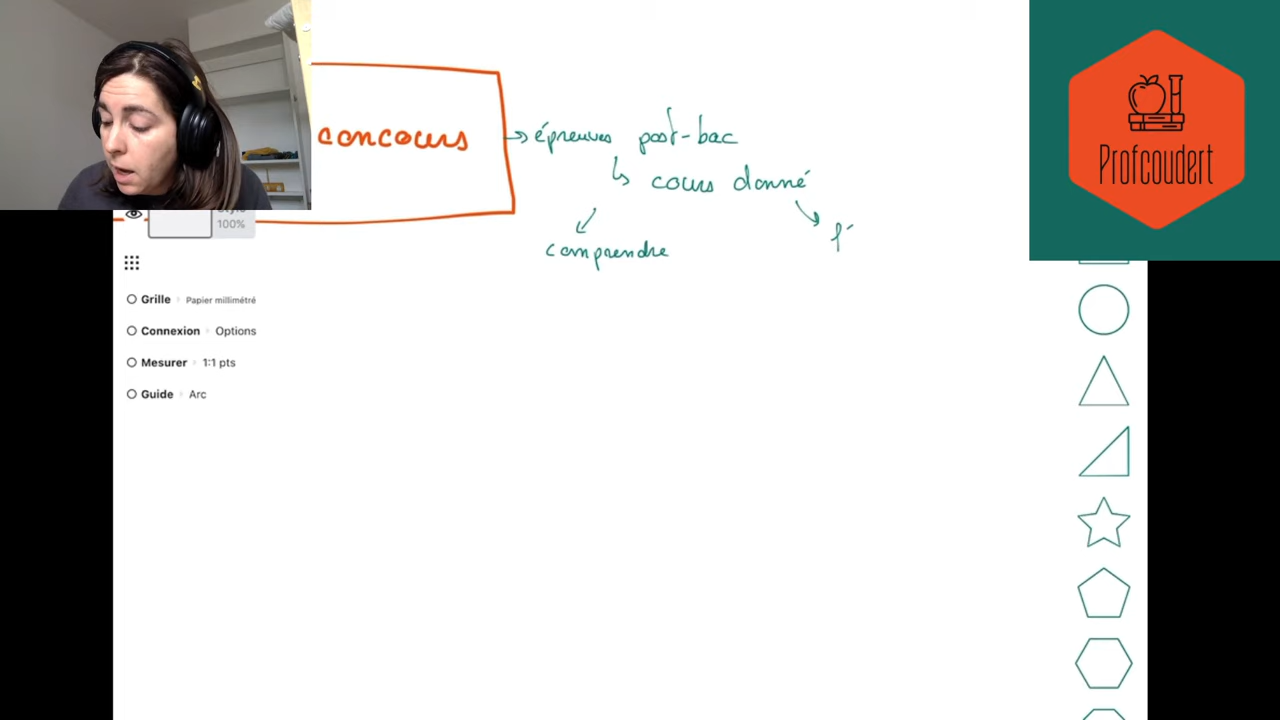 concours
épreuves post-bac
cours donné
comprendre
Profcoudert
100%
Grille Papier millimétré
Connexion Options
Mesurer 1:1 pts
Guide Arc